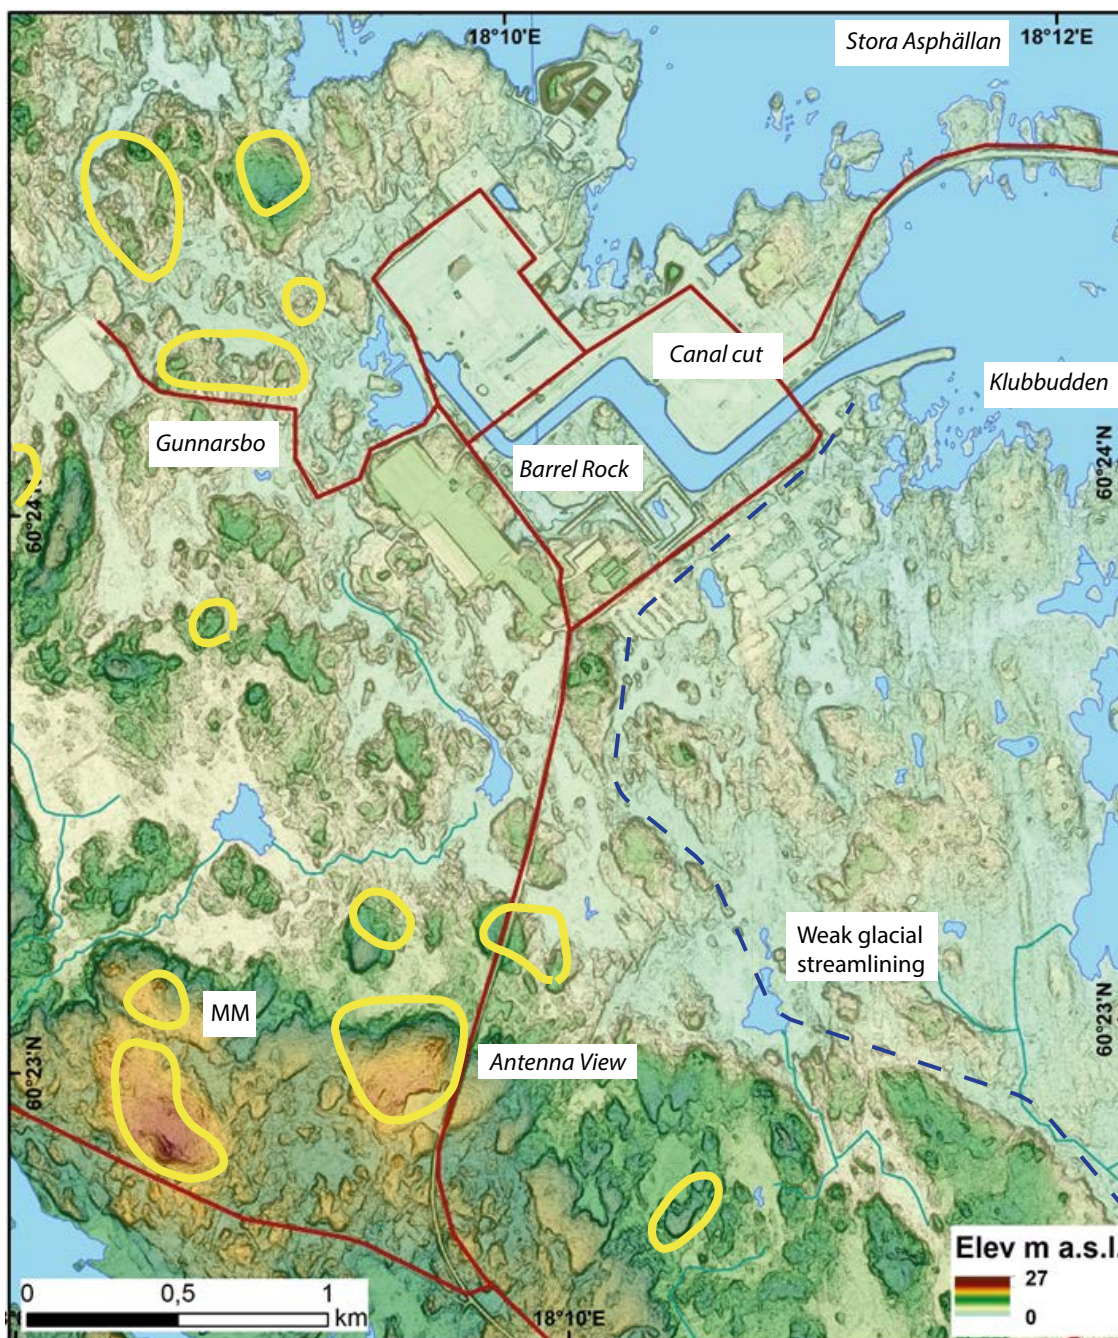 18°10'E
Stora Asphällan
18°12'E
Canal cut
Klubbudden
Gunnarsbo
Barrel Rock
60°24'N
60°24'N
Weak glacial
streamlining
MM
Antenna View
60°23'N
60°23'N
Elev m a.s.l.
27
0
0
0,5
1
km
18°10'E